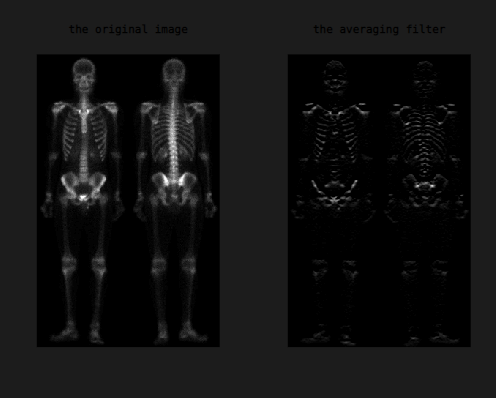 the original image
the averaging filter